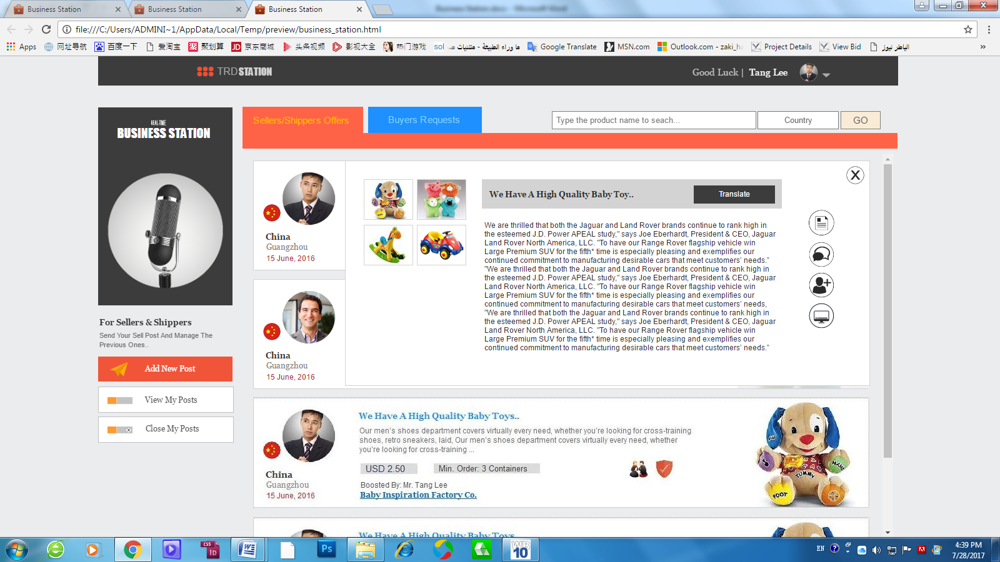 Business Station
Business Station
Business Station
file:///C:/Users/ADMINI~1/AppData/Local/Temp/preview/business_station.html
Apps
网址导航
百度一下
爱淘宝
聚划算
京东商城
头条视频
影视大全
热门游戏
ما وراء الطبيعة - منتديات صـ
Google Translate
MSN.com
Outlook.com - zaki_ha
Project Details
View Bid
الباطر نيوز
TRDSTATION
Good Luck | Tang Lee
REAL-TIME
BUSINESS STATION
Sellers/Shippers Offers
Buyers Requests
Type the product name to seach...
Country
GO
China
Guangzhou
15 June, 2016
We Have A High Quality Baby Toy..
Translate
X
We are thrilled that both the Jaguar and Land Rover brands continue to rank high in
the esteemed J.D. Power APEAL study," says Joe Eberhardt, President & CEO, Jaguar
Land Rover North America, LLC. "To have our Range Rover flagship vehicle win
Large Premium SUV for the fifth* time is especially pleasing and exemplifies our
continued commitment to manufacturing desirable cars that meet customers’ needs.”
"We are thrilled that both the Jaguar and Land Rover brands continue to rank high in
the esteemed J.D. Power APEAL study," says Joe Eberhardt, President & CEO, Jaguar
Land Rover North America, LLC. "To have our Range Rover flagship vehicle win
Large Premium SUV for the fifth* time is especially pleasing and exemplifies our
continued commitment to manufacturing desirable cars that meet customers’ needs,
"We are thrilled that both the Jaguar and Land Rover brands continue to rank high in
the esteemed J.D. Power APEAL study," says Joe Eberhardt, President & CEO, Jaguar
Land Rover North America, LLC. "To have our Range Rover flagship vehicle win
Large Premium SUV for the fifth* time is especially pleasing and exemplifies our
continued commitment to manufacturing desirable cars that meet customers’ needs.”
For Sellers & Shippers
Send Your Sell Post And Manage The
Previous Ones..
Add New Post
View My Posts
Close My Posts
China
Guangzhou
15 June, 2016
We Have A High Quality Baby Toys..
Our men’s shoes department covers virtually every need, whether you’re looking for cross-training
shoes, retro sneakers, laid, Our men’s shoes department covers virtually every need, whether
you’re looking for cross-training ...
USD 2.50
Min. Order: 3 Containers
Boosted By: Mr. Tang Lee
Baby Inspiration Factory Co.
China
Guangzhou
15 June, 2016
HAND
TUMMY
FOOT
We Have A High Quality Baby Toys..
CS5
ID
Ps
WB
10
EN
4:39 PM
7/28/2017